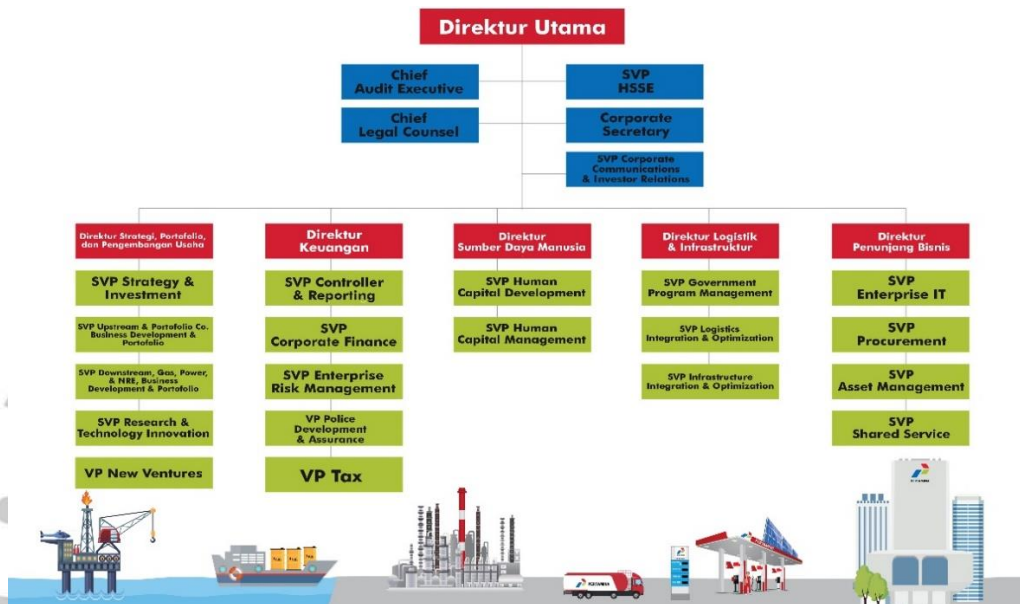 Direktur Utama
Chief
Audit Executive
SVP
HSSE
Chief
Legal Counsel
Corporate
Secretary
SVP Corporate
Communications
& Investor Relations
Direktur Strategi, Portofolio,
dan Pengembangan Usaha
SVP Strategy &
Investment
SVP Upstream & Portofolio Co.
Business Development &
Portofolio
SVP Downstream, Gas, Power,
& NRE, Business
Development & Portofolio
SVP Research &
Technology Innovation
VP New Ventures
Direktur
Keuangan
SVP Controller
& Reporting
SVP
Corporate Finance
SVP Enterprise
Risk Management
VP Police
Development
& Assurance
VP Tax
Direktur
Sumber Daya Manusia
SVP Human
Capital Development
SVP Human
Capital Management
Direktur Logistik
& Infrastruktur
SVP Government
Program Management
SVP Logistics
Integration & Optimization
SVP Infrastructure
Integration & Optimization
Direktur
Penunjang Bisnis
SVP
Enterprise IT
SVP
Procurement
SVP
Asset Management
SVP
Shared Service
PERTAMINA
PERTAMINA